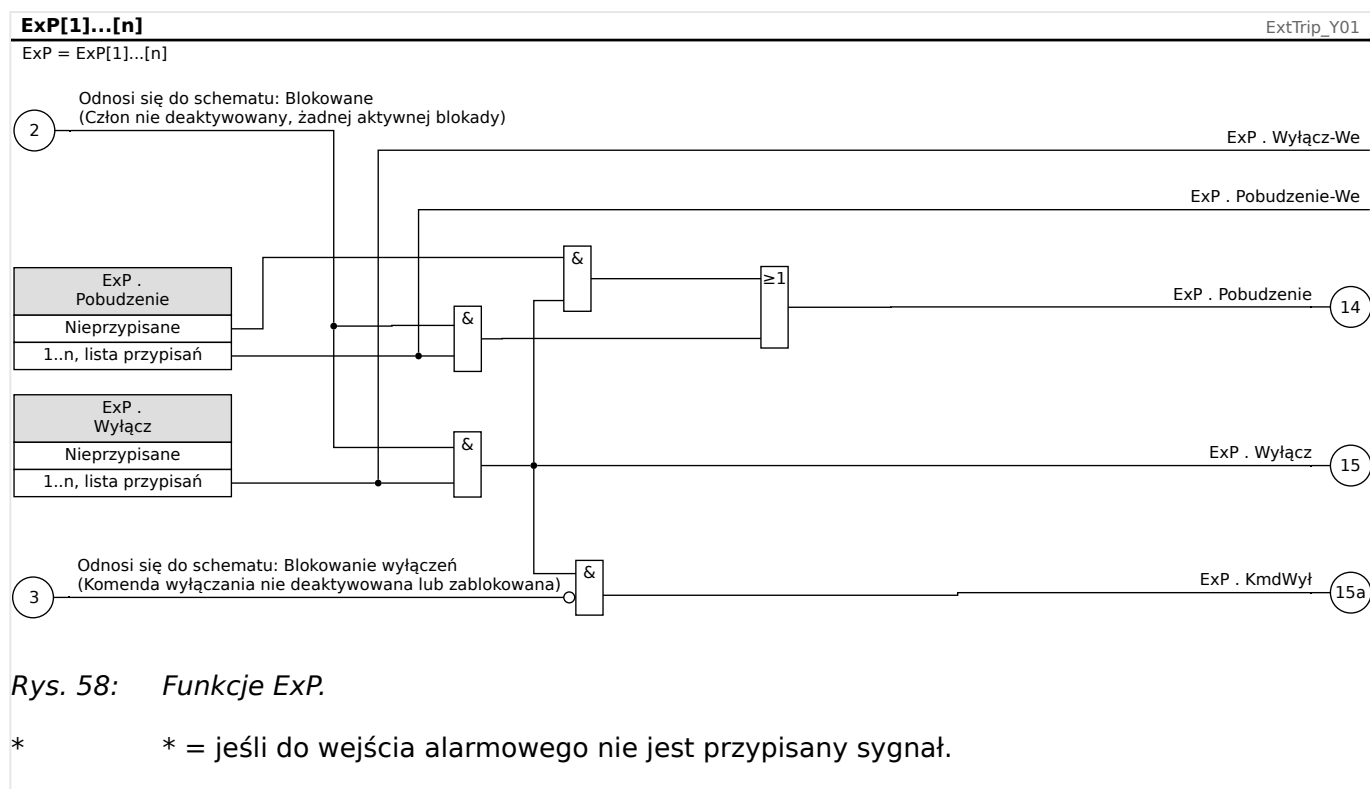 ExP[1]...[n]
ExtTrip_Y01
ExP = ExP[1]...[n]
Odnosi się do schematu: Blokowane
(Człon nie deaktywowany, żadnej aktywnej blokady)
2
ExP . Wyłącz-We
ExP . Pobudzenie-We
&
ExP .
Pobudzenie
≥1
ExP . Pobudzenie
14
&
Nieprzypisane
1..n, lista przypisań
ExP .
Wyłącz
&
Nieprzypisane
ExP . Wyłącz
15
1..n, lista przypisań
Odnosi się do schematu: Blokowanie wyłączeń
(Komenda wyłączania nie deaktywowana lub zablokowana)
3
&
ExP . KmdWył
15a
Rys. 58: Funkcje ExP.
* * = jeśli do wejścia alarmowego nie jest przypisany sygnał.